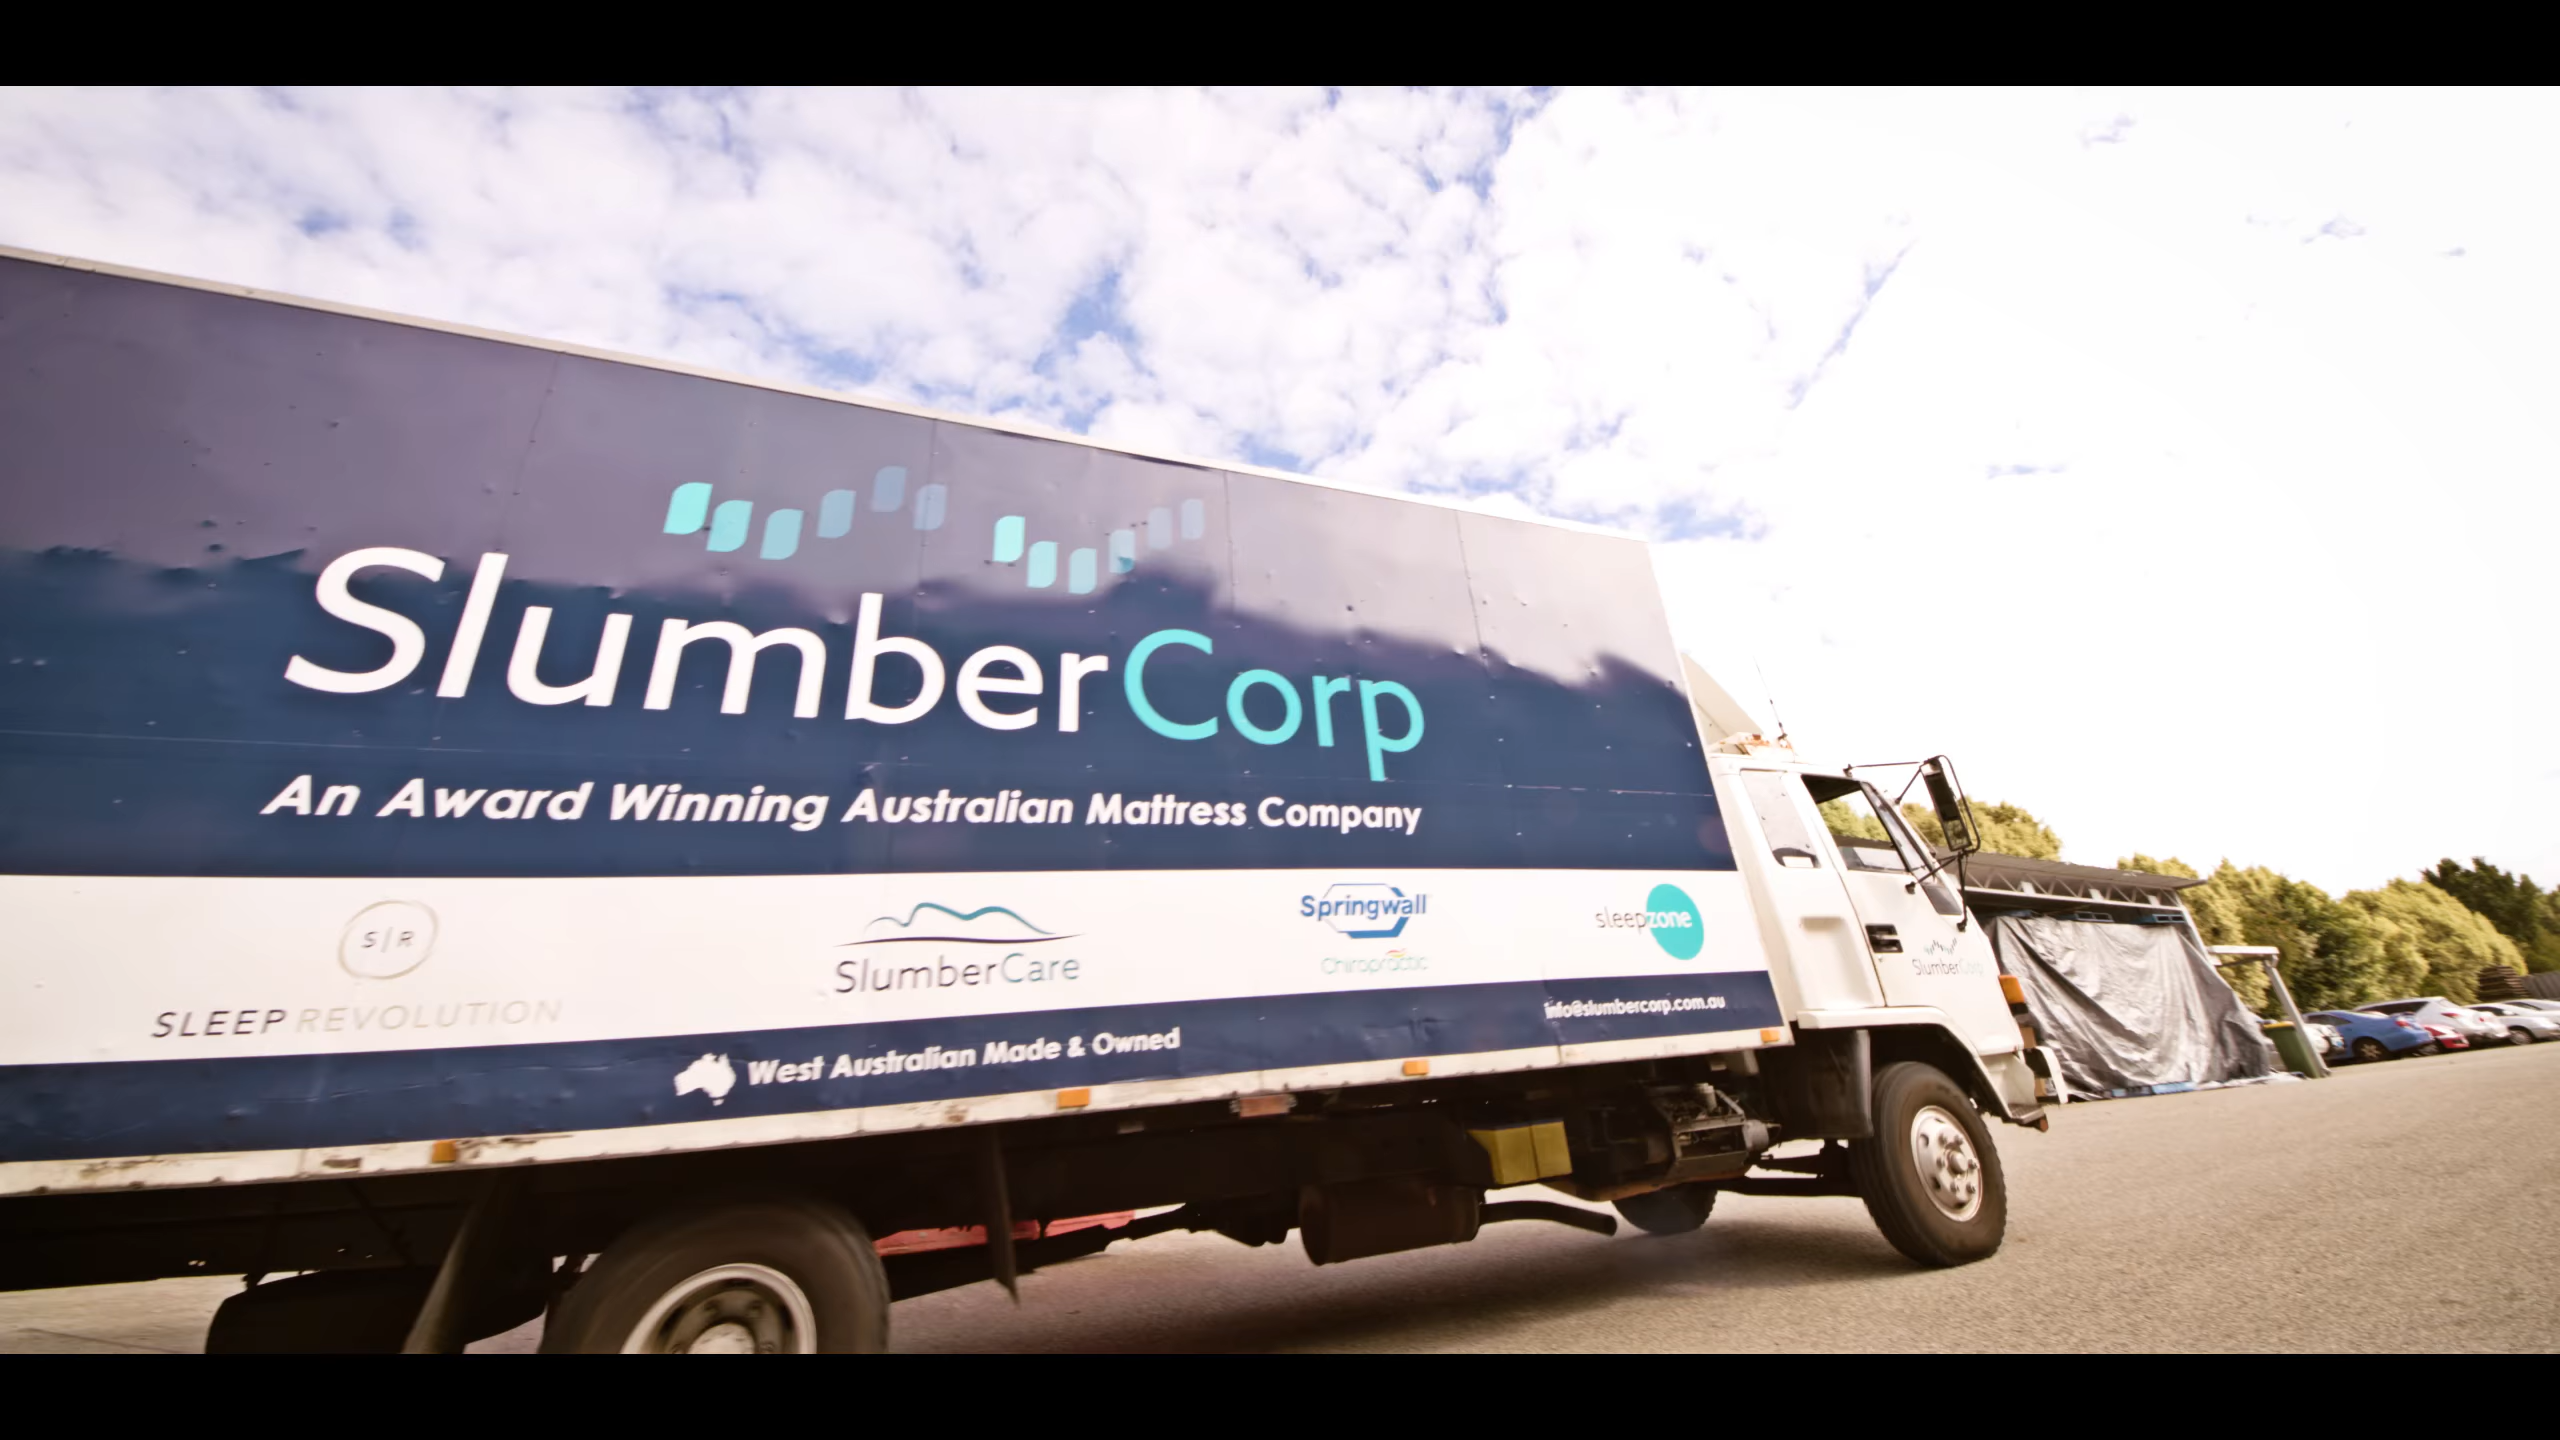 SlumberCorp
An Award Winning Australian Mattress Company
S|R
SLEEP REVOLUTION
SlumberCare
Springwall
Chiropractic
sleepzone
West Australian Made & Owned
info@slumbercorp.com.au
SlumberCorp